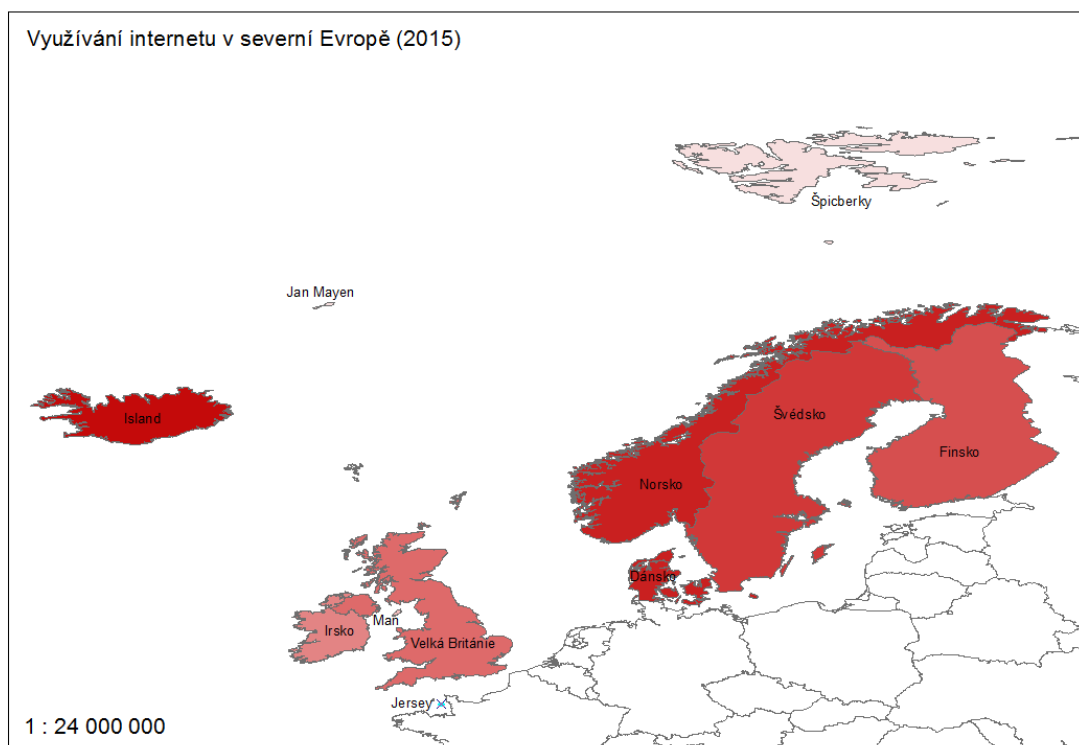 Využívání internetu v severní Evropě (2015)
Špicberky
Jan Mayen
Island
Švédsko
Finsko
Norsko
Dánsko
Man
Irsko
Velká Británie
Jersey
1 : 24 000 000